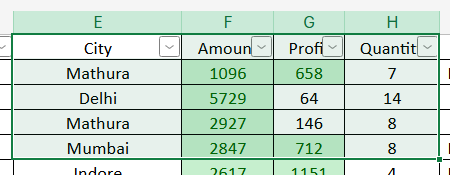 E F G H
City Amoun Profi Quantit
Mathura 1096 658 7
Delhi 5729 64 14
Mathura 2927 146 8
Mumbai 2847 712 8
Indore 2617 1151 4